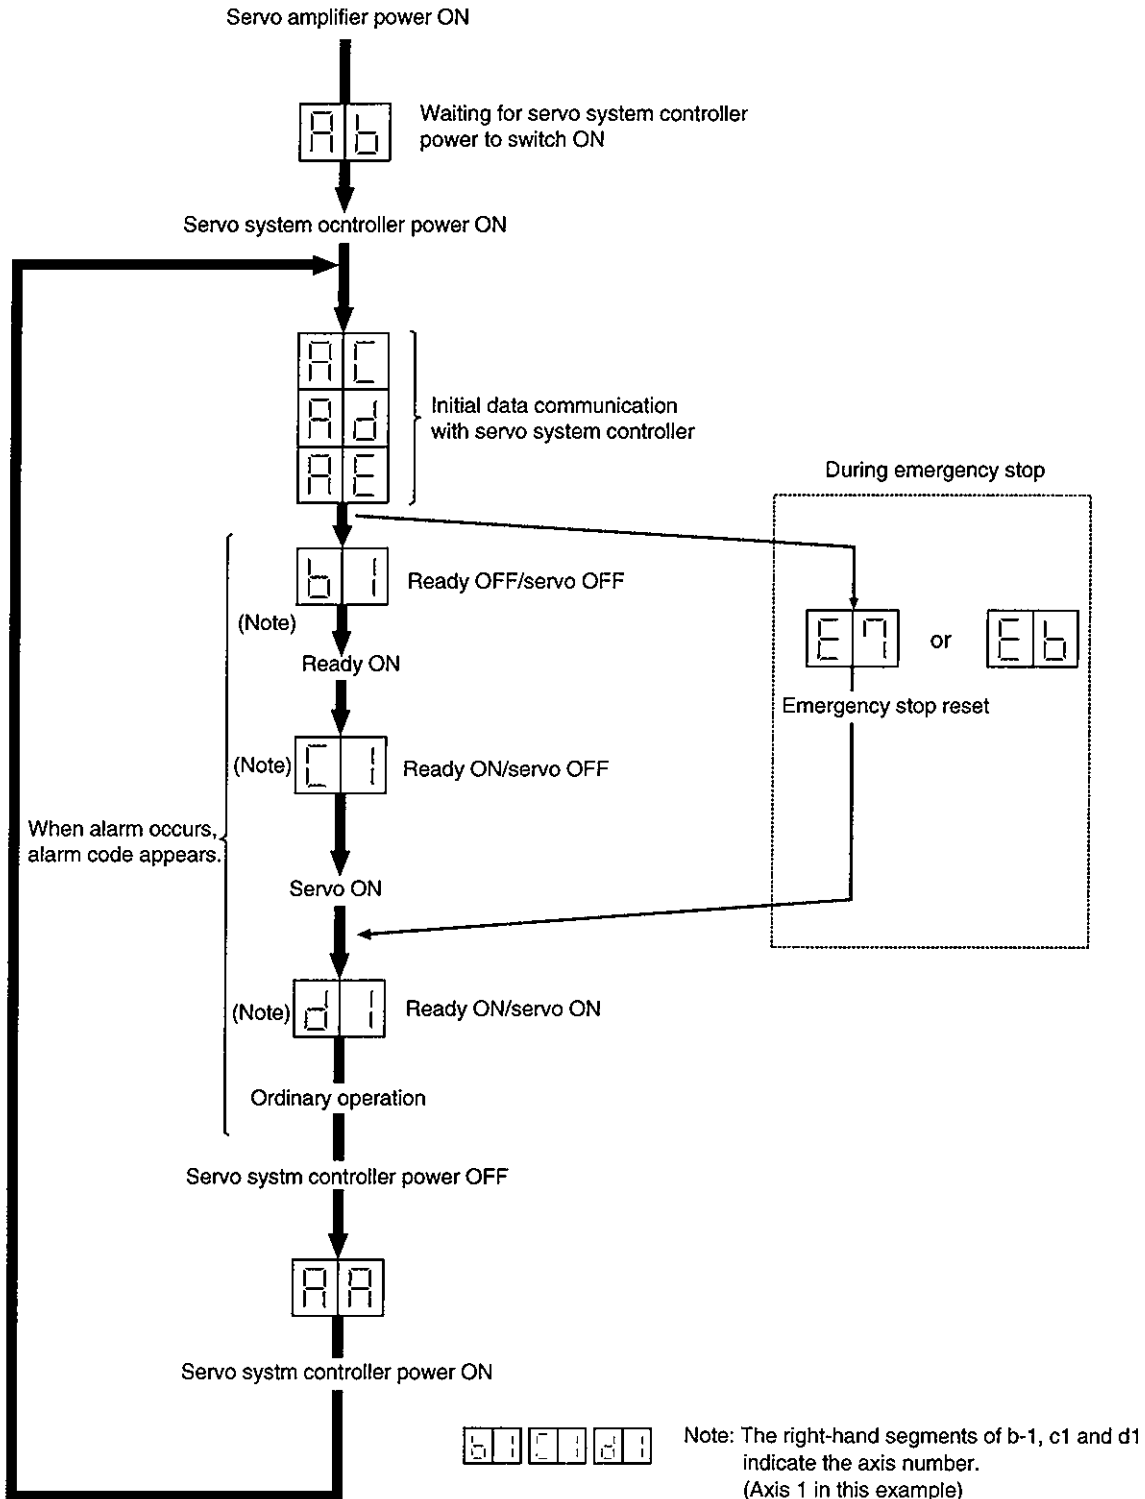 Servo amplifier power ON
Ab
Waiting for servo system controller
power to switch ON
Servo system ocntroller power ON
AC
Ad
AE
Initial data communication
with servo system controller
During emergency stop
b1
Ready OFF/servo OFF
(Note)
Ready ON
E7
or
Eb
Emergency stop reset
(Note)
C1
Ready ON/servo OFF
When alarm occurs,
alarm code appears.
Servo ON
(Note)
d1
Ready ON/servo ON
Ordinary operation
Servo systm controller power OFF
AA
Servo systm controller power ON
b1 C1 d1
Note: The right-hand segments of b-1, c1 and d1
indicate the axis number.
(Axis 1 in this example)